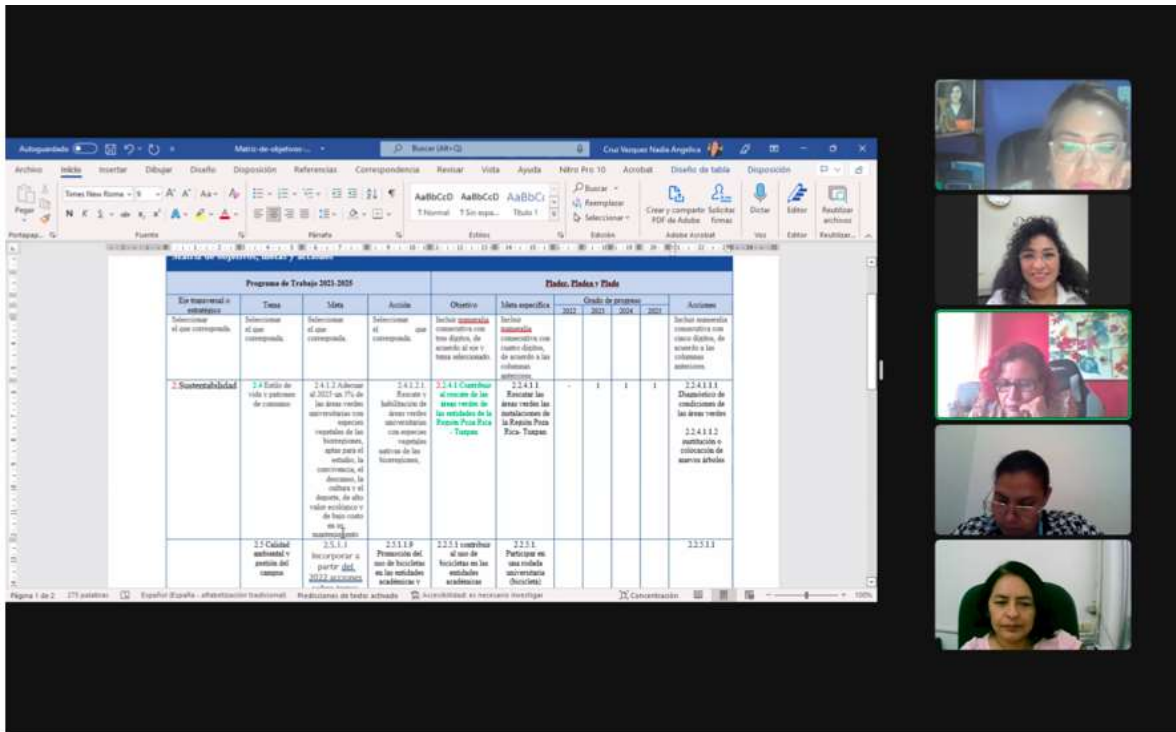 Autoguardado Matriz-de-objetivos-... Buscar (Alt+Q) Cruz Vazquez Nadia Angelica
Archivo Inicio Insertar Dibujar Diseño Disposición Referencias Correspondencia Revisar Vista Ayuda Nitro Pro 10 Acrobat Diseño de tabla Disposición
Pegar
Times New Roma 9
N K S
AaBbCcD AaBbCcD AaBbCc
¶ Normal ¶ Sin espa... Título 1
Buscar
Reemplazar
Seleccionar
Crear y compartir PDF de Adobe
Solicitar firmas
Dictar
Editor
Reutilizar archivos
Portapap... Fuente Párrafo Estilos Edición Adobe Acrobat Voz Editor Reutilizar...
Matriz de objetivos, metas y acciones
Programa de Trabajo 2021-2025
Plader, Pladea y Plade
Eje transversal o
estratégico
Tema
Meta
Acción
Objetivo
Meta específica
Grado de progreso
2022 2023 2024 2025
Acciones
Seleccionar
el que corresponda.
Seleccionar
el que
corresponda.
Seleccionar
el que
corresponda.
Seleccionar
el que
corresponda.
Incluir numeralia
consecutiva con
tres dígitos, de
acuerdo al eje y
tema seleccionado.
Incluir
numeralia
consecutiva con
cuatro dígitos,
de acuerdo a las
columnas
anteriores.
Incluir numeralia
consecutiva con
cinco dígitos, de
acuerdo a las
columnas
anteriores.
2.Sustentabilidad
2.4 Estilo de
vida y patrones
de consumo
2.4.1.2 Adecuar
al 2025 un 5% de
las áreas verdes
universitarias con
especies
vegetales de las
biorregiones,
aptas para el
estudio, la
convivencia, el
descanso, la
cultura y el
deporte, de alto
valor ecológico y
de bajo costo
en su
mantenimiento
2.4.1.2.1
Rescate y
habilitación de
áreas verdes
universitarias
con especies
vegetales
nativas de las
biorregiones,
2.2.4.1 Contribuir
al rescate de las
áreas verdes de
las entidades de la
Región Poza Rica
- Tuxpan
2.2.4.1.1
Rescatar las
áreas verdes las
instalaciones de
la Región Poza
Rica- Tuxpan
- 1 1 1
2.2.4.1.1.1
Diagnóstico de
condiciones de
las áreas verdes
2.2.4.1.1.2
sustitución o
colocación de
nuevos árboles
2.5 Calidad
ambiental y
gestión del
campus
2.5.1.1
Incorporar a
partir del
2022 acciones
2.5.1.1.9
Promoción del
uso de bicicletas
en las entidades
académicas y
2.2.5.1 contribuir
al uso de
bicicletas en las
entidades
académicas
2.2.5.1.
Participar en
una rodada
universitaria
(bicicleta)
2.2.5.1.1
Página 1 de 2 275 palabras Español (España - alfabetización tradicional) Predicciones de texto: activado Accesibilidad: es necesario investigar Concentración 100%